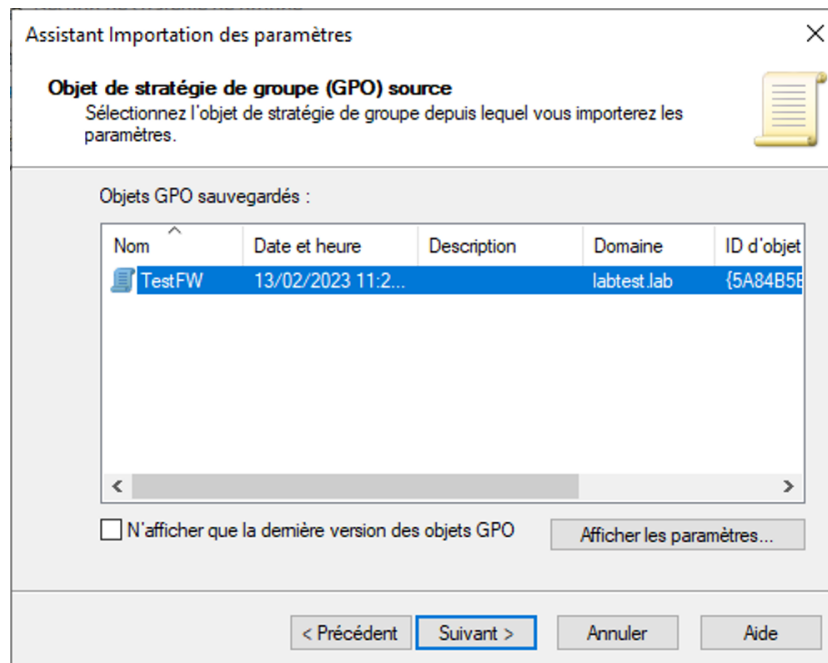 Assistant Importation des paramètres
Objet de stratégie de groupe (GPO) source
Sélectionnez l'objet de stratégie de groupe depuis lequel vous importerez les
paramètres.
Objets GPO sauvegardés :
Nom Date et heure Description Domaine ID d'objet
TestFW 13/02/2023 11:2... labtest.lab {5A84B5E
N'afficher que la dernière version des objets GPO Afficher les paramètres...
< Précédent Suivant > Annuler Aide